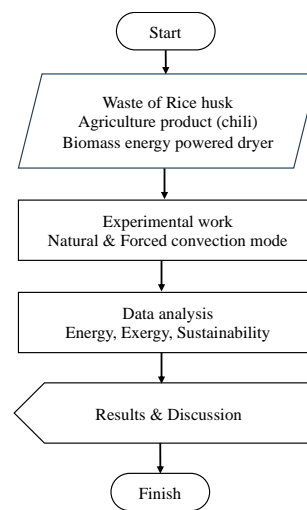 Start
Waste of Rice husk
Agriculture product (chili)
Biomass energy powered dryer
Experimental work
Natural & Forced convection mode
Data analysis
Energy, Exergy, Sustainability
Results & Discussion
Finish